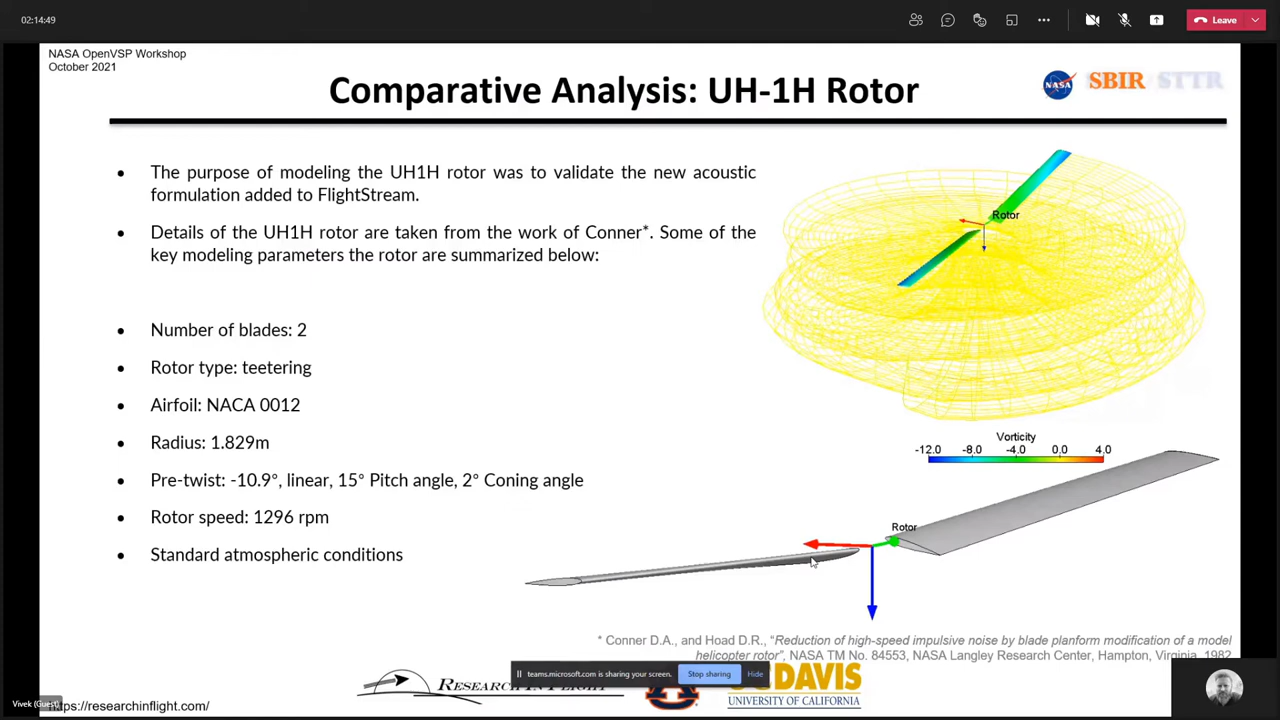 02:14:49
Leave
NASA OpenVSP Workshop
October 2021
Comparative Analysis: UH-1H Rotor
NASA
SBIR STTR
The purpose of modeling the UH1H rotor was to validate the new acoustic
formulation added to FlightStream.
Details of the UH1H rotor are taken from the work of Conner*. Some of the
key modeling parameters the rotor are summarized below:
Number of blades: 2
Rotor type: teetering
Airfoil: NACA 0012
Radius: 1.829m
Pre-twist: -10.9°, linear, 15° Pitch angle, 2° Coning angle
Rotor speed: 1296 rpm
Standard atmospheric conditions
Rotor
Vorticity
-12.0 -8.0 -4.0 0.0 4.0
Rotor
* Conner D.A., and Hoad D.R., “Reduction of high-speed impulsive noise by blade planform modification of a model
helicopter rotor”, NASA TM No. 84553, NASA Langley Research Center, Hampton, Virginia, 1982
teams.microsoft.com is sharing your screen.
Stop sharing
Hide
DAVIS
UNIVERSITY OF CALIFORNIA
Vivek (Guest)
https://researchinflight.com/